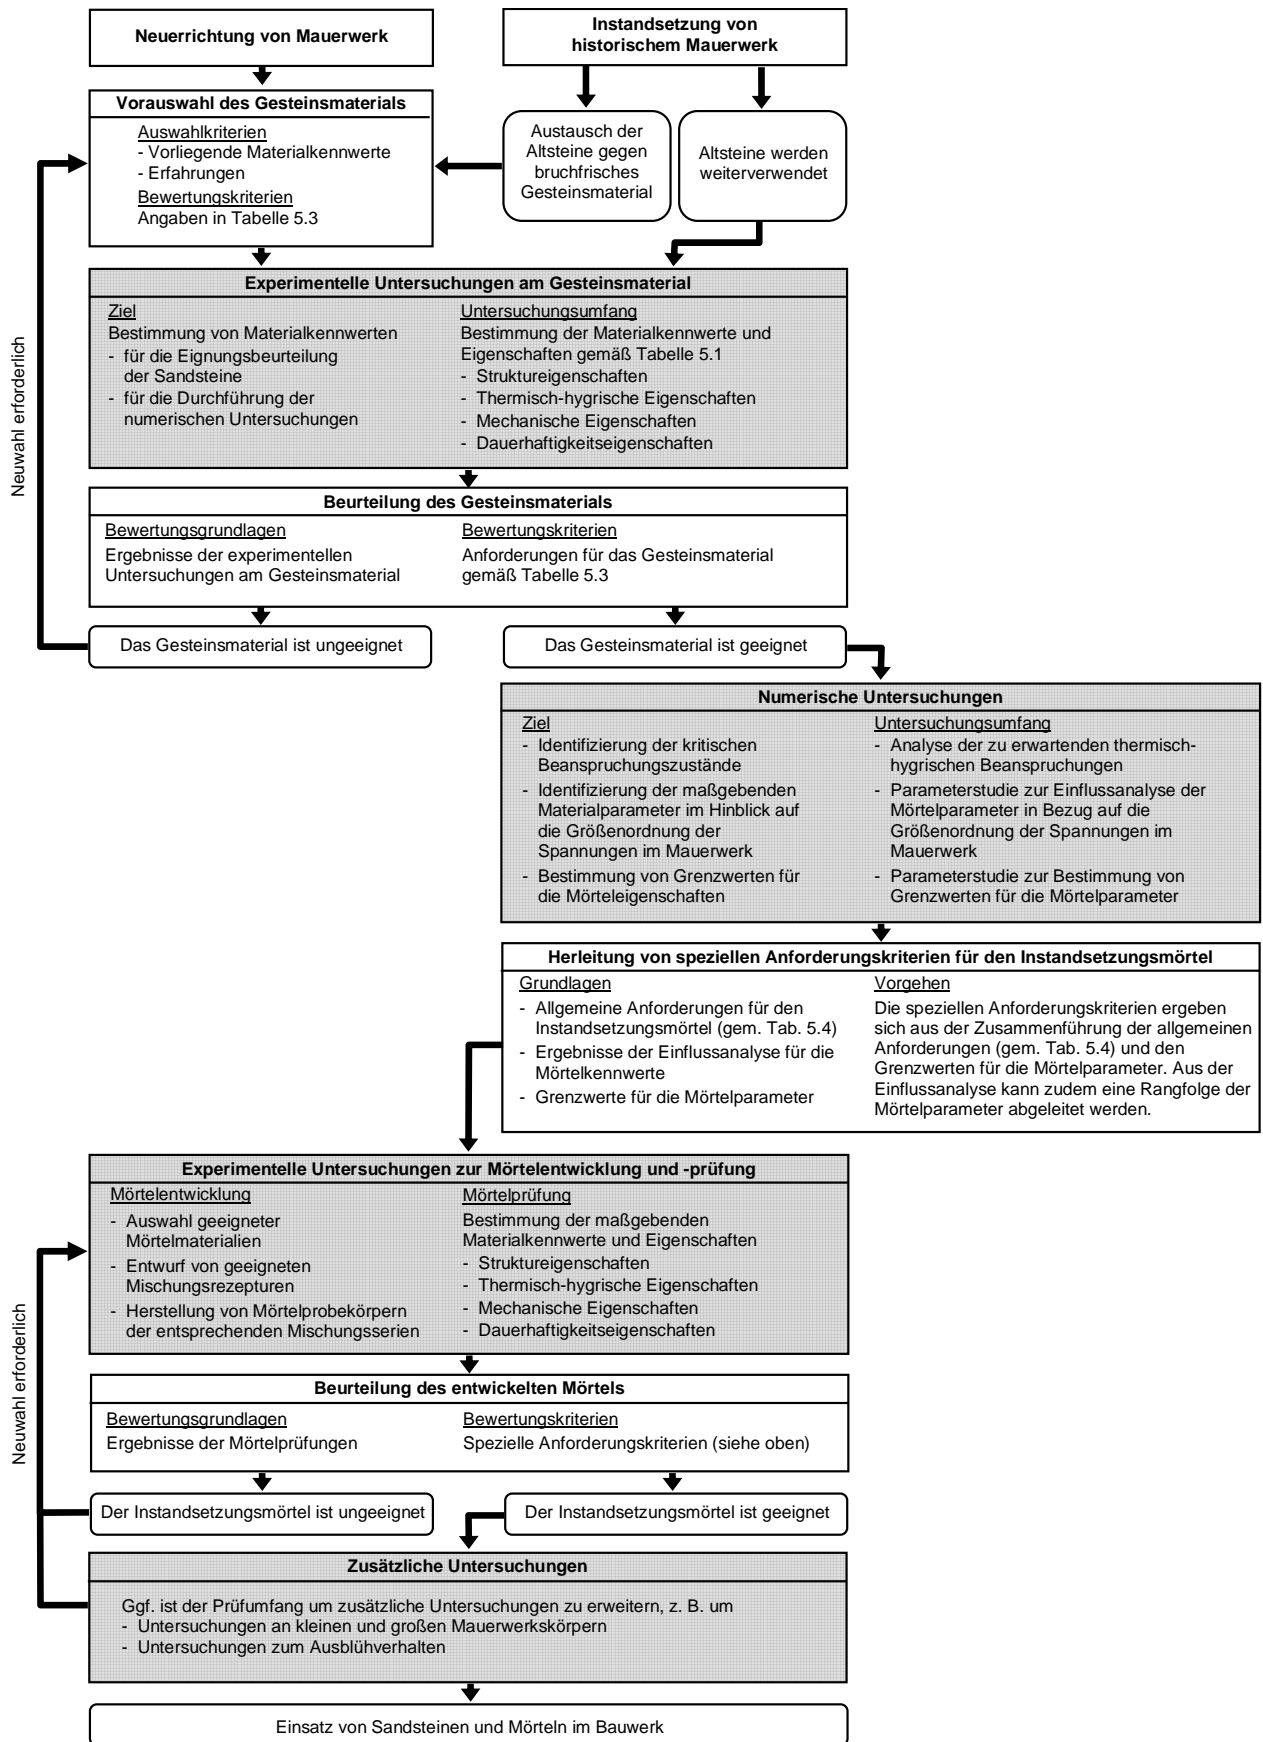 Neuerrichtung von Mauerwerk
Instandsetzung von
historischem Mauerwerk
Vorauswahl des Gesteinsmaterials
Auswahlkriterien
- Vorliegende Materialkennwerte
- Erfahrungen
Bewertungskriterien
Angaben in Tabelle 5.3
Austausch der
Altsteine gegen
bruchfrisches
Gesteinsmaterial
Altsteine werden
weiterverwendet
Experimentelle Untersuchungen am Gesteinsmaterial
Ziel
Bestimmung von Materialkennwerten
- für die Eignungsbeurteilung
der Sandsteine
- für die Durchführung der
numerischen Untersuchungen
Untersuchungsumfang
Bestimmung der Materialkennwerte und
Eigenschaften gemäß Tabelle 5.1
- Struktureigenschaften
- Thermisch-hygrische Eigenschaften
- Mechanische Eigenschaften
- Dauerhaftigkeitseigenschaften
Neuwahl erforderlich
Beurteilung des Gesteinsmaterials
Bewertungsgrundlagen
Ergebnisse der experimentellen
Untersuchungen am Gesteinsmaterial
Bewertungskriterien
Anforderungen für das Gesteinsmaterial
gemäß Tabelle 5.3
Das Gesteinsmaterial ist ungeeignet
Das Gesteinsmaterial ist geeignet
Numerische Untersuchungen
Ziel
- Identifizierung der kritischen
Beanspruchungszustände
- Identifizierung der maßgebenden
Materialparameter im Hinblick auf
die Größenordnung der
Spannungen im Mauerwerk
- Bestimmung von Grenzwerten für
die Mörteleigenschaften
Untersuchungsumfang
- Analyse der zu erwartenden thermisch-
hygrischen Beanspruchungen
- Parameterstudie zur Einflussanalyse der
Mörtelparameter in Bezug auf die
Größenordnung der Spannungen im
Mauerwerk
- Parameterstudie zur Bestimmung von
Grenzwerten für die Mörtelparameter
Herleitung von speziellen Anforderungskriterien für den Instandsetzungsmörtel
Grundlagen
- Allgemeine Anforderungen für den
Instandsetzungsmörtel (gem. Tab. 5.4)
- Ergebnisse der Einflussanalyse für die
Mörtelkennwerte
- Grenzwerte für die Mörtelparameter
Vorgehen
Die speziellen Anforderungskriterien ergeben
sich aus der Zusammenführung der allgemeinen
Anforderungen (gem. Tab. 5.4) und den
Grenzwerten für die Mörtelparameter. Aus der
Einflussanalyse kann zudem eine Rangfolge der
Mörtelparameter abgeleitet werden.
Experimentelle Untersuchungen zur Mörtelentwicklung und -prüfung
Mörtelentwicklung
- Auswahl geeigneter
Mörtelmaterialien
- Entwurf von geeigneten
Mischungsrezepturen
- Herstellung von Mörtelprobekörpern
der entsprechenden Mischungsserien
Mörtelprüfung
Bestimmung der maßgebenden
Materialkennwerte und Eigenschaften
- Struktureigenschaften
- Thermisch-hygrische Eigenschaften
- Mechanische Eigenschaften
- Dauerhaftigkeitseigenschaften
Neuwahl erforderlich
Beurteilung des entwickelten Mörtels
Bewertungsgrundlagen
Ergebnisse der Mörtelprüfungen
Bewertungskriterien
Spezielle Anforderungskriterien (siehe oben)
Der Instandsetzungsmörtel ist ungeeignet
Der Instandsetzungsmörtel ist geeignet
Zusätzliche Untersuchungen
Ggf. ist der Prüfumfang um zusätzliche Untersuchungen zu erweitern, z. B. um
- Untersuchungen an kleinen und großen Mauerwerkskörpern
- Untersuchungen zum Ausblühverhalten
Einsatz von Sandsteinen und Mörteln im Bauwerk